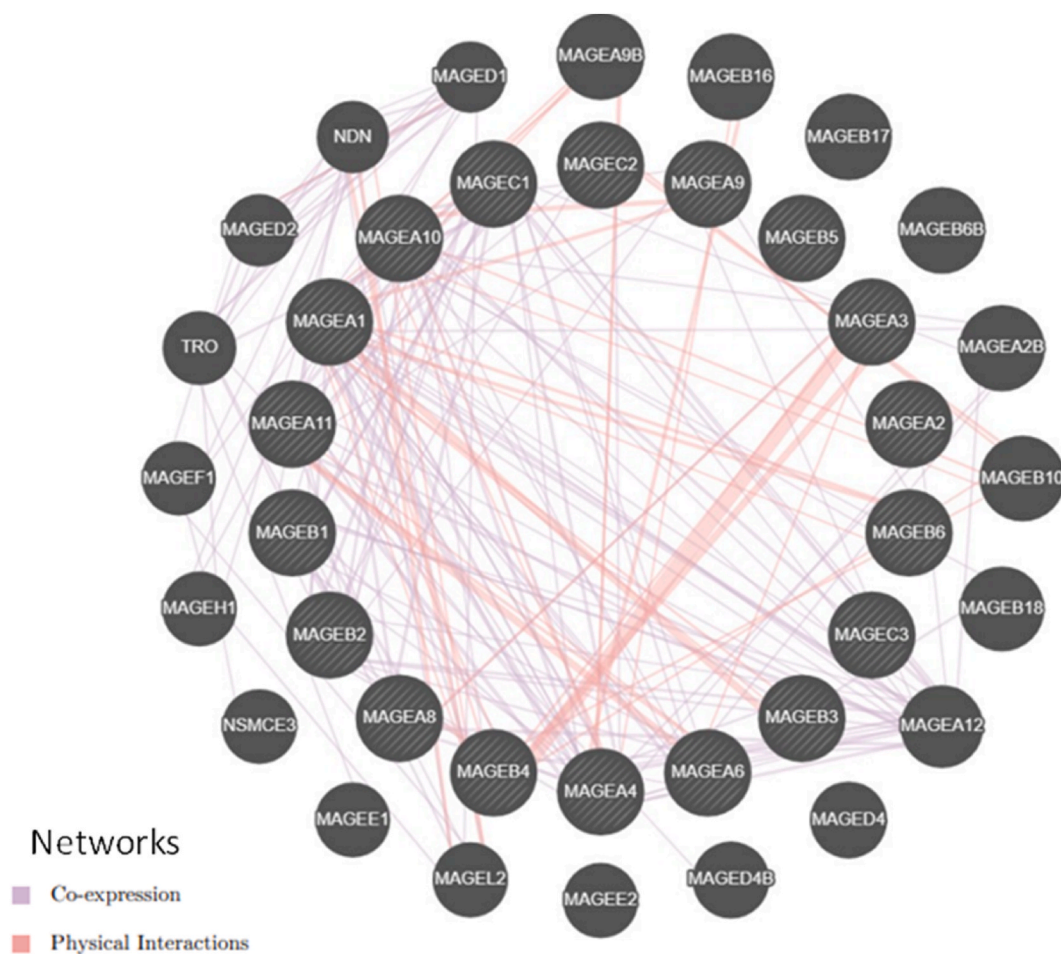 MAGEA9B
MAGED1
MAGEB16
NDN
MAGEB17
MAGEC2
MAGEC1
MAGEA9
MAGED2
MAGEA10
MAGEB5
MAGEB6B
MAGEA1
MAGEA3
TRO
MAGEA2B
MAGEA11
MAGEA2
MAGEF1
MAGEB10
MAGEB1
MAGEB6
MAGEH1
MAGEB18
MAGEB2
MAGEC3
NSMCE3
MAGEA8
MAGEB3
MAGEA12
MAGEB4
MAGEA4
MAGEA6
MAGEE1
MAGED4
MAGEL2
MAGEE2
MAGED4B
Networks
Co-expression
Physical Interactions